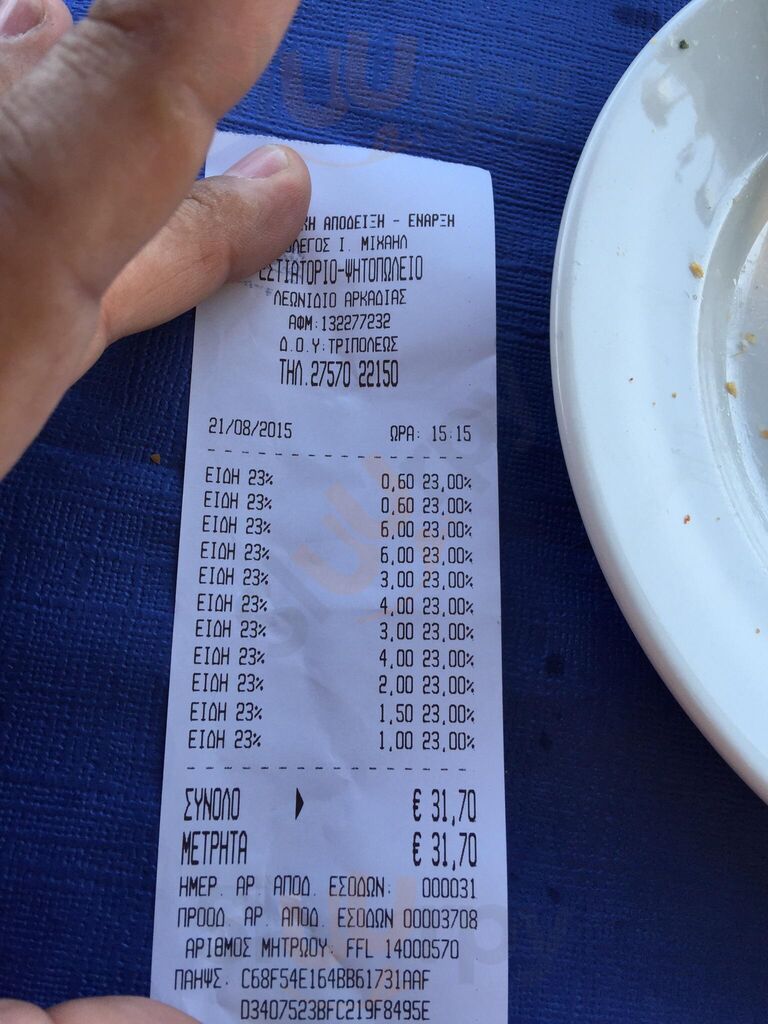 ΑΠΟΔΕΙΞΗ - ΕΝΑΡΞΗ
Ι. ΜΙΧΑΗΛ
ΕΣΤΙΑΤΟΡΙΟ-ΨΗΤΟΠΩΛΕΙΟ
ΛΕΩΝΙΔΙΟ ΑΡΚΑΔΙΑΣ
ΑΦΜ:132277232
Δ.Ο.Υ:ΤΡΙΠΟΛΕΩΣ
ΤΗΛ.27570 22150
21/08/2015 ΩΡΑ: 15:15
ΕΙΔΗ 23% 0,60 23,00%
ΕΙΔΗ 23% 0,60 23,00%
ΕΙΔΗ 23% 6,00 23,00%
ΕΙΔΗ 23% 6,00 23,00%
ΕΙΔΗ 23% 3,00 23,00%
ΕΙΔΗ 23% 4,00 23,00%
ΕΙΔΗ 23% 3,00 23,00%
ΕΙΔΗ 23% 4,00 23,00%
ΕΙΔΗ 23% 2,00 23,00%
ΕΙΔΗ 23% 1,50 23,00%
ΕΙΔΗ 23% 1,00 23,00%
ΣΥΝΟΛΟ € 31,70
ΜΕΤΡΗΤΑ € 31,70
ΗΜΕΡ. ΑΡ. ΑΠΟΔ. ΕΣΟΔΩΝ: 000031
ΠΡΟΟΔ. ΑΡ. ΑΠΟΔ. ΕΣΟΔΩΝ 00003708
ΑΡΙΘΜΟΣ ΜΗΤΡΩΟΥ: FFL 14000570
ΠΑΗΨΣ: C68F54E164BB61731AAF
D3407523BFC219F8495E